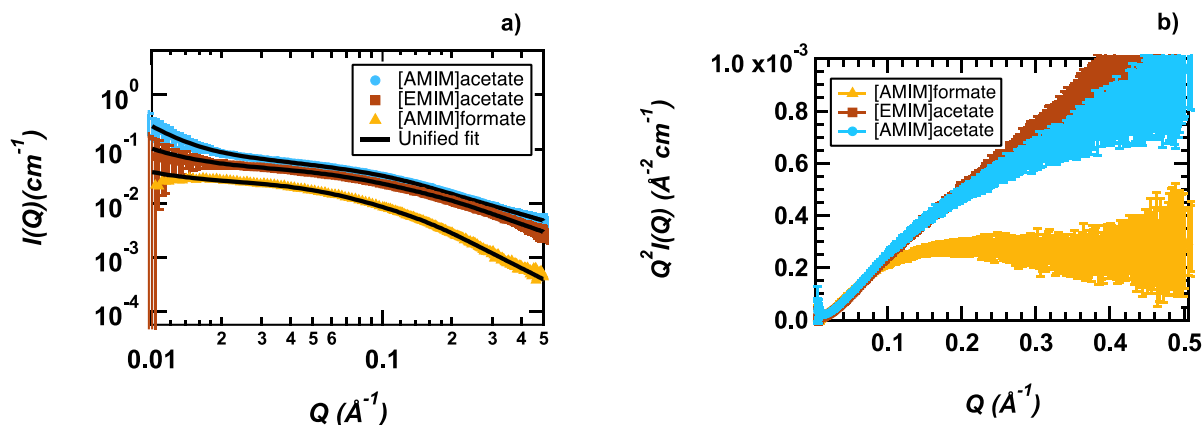 a)
I(Q)(cm⁻¹)
10⁰
10⁻¹
10⁻²
10⁻³
10⁻⁴
[AMIM]acetate
[EMIM]acetate
[AMIM]formate
Unified fit
2 3 4 5 6 2 3 4 5
0.01 0.1
Q (Å⁻¹)
b)
Q² I(Q) (Å⁻² cm⁻¹)
1.0 x10⁻³
0.8
0.6
0.4
0.2
0.0
[AMIM]formate
[EMIM]acetate
[AMIM]acetate
0.1 0.2 0.3 0.4 0.5
Q (Å⁻¹)